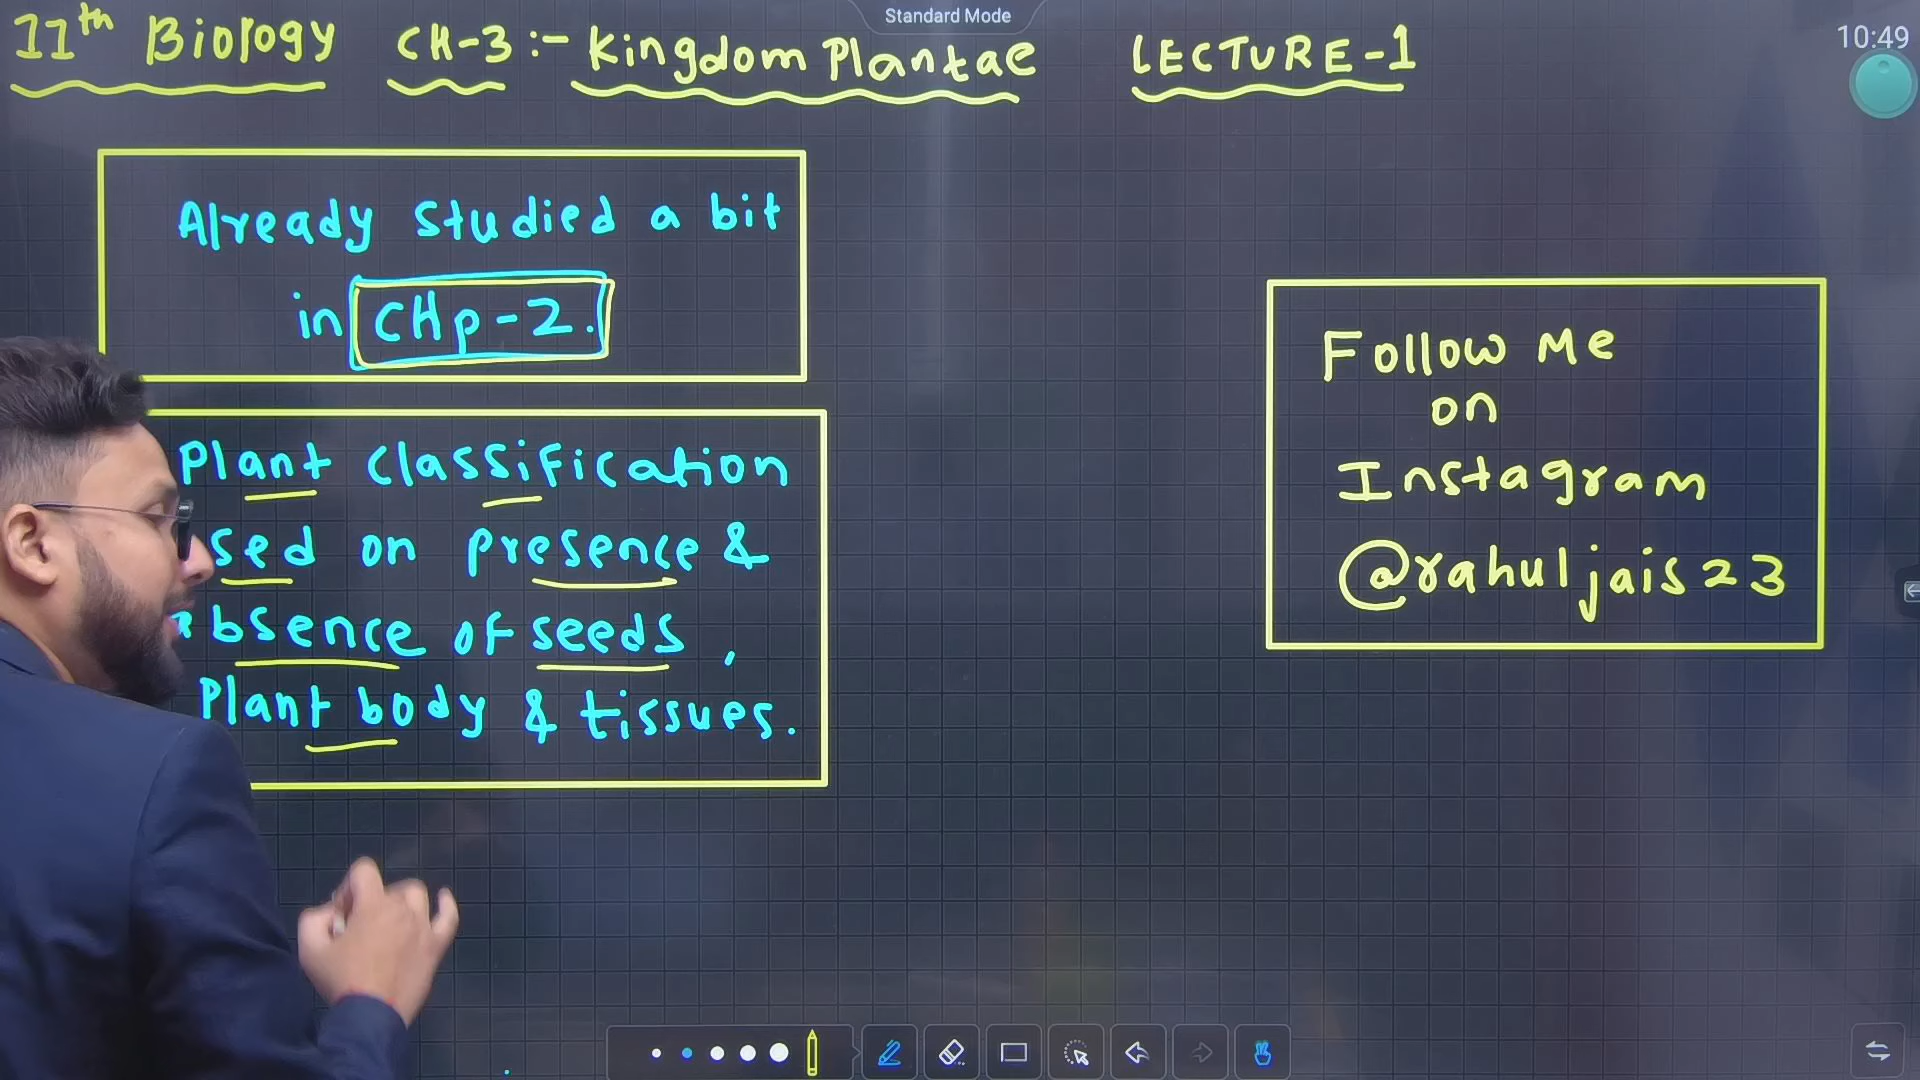 Standard Mode
10:49
11th Biology CH-3:- Kingdom Plantae LECTURE-1
Already studied a bit
in CHp-2.
Plant classification
sed on presence &
absence of seeds,
Plant body & tissues.
Follow Me
on
Instagram
@rahuljais23